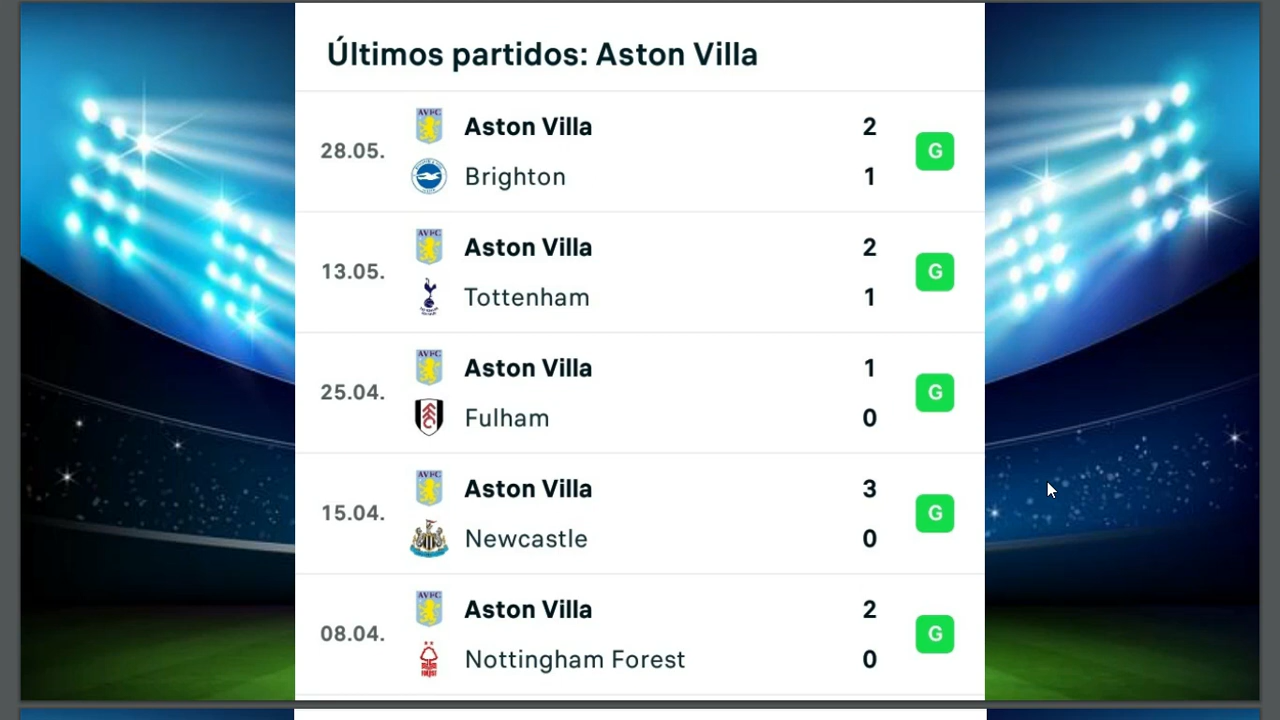 Últimos partidos: Aston Villa
28.05.
Aston Villa 2
Brighton 1
G
13.05.
Aston Villa 2
Tottenham 1
G
25.04.
Aston Villa 1
Fulham 0
G
15.04.
Aston Villa 3
Newcastle 0
G
08.04.
Aston Villa 2
Nottingham Forest 0
G